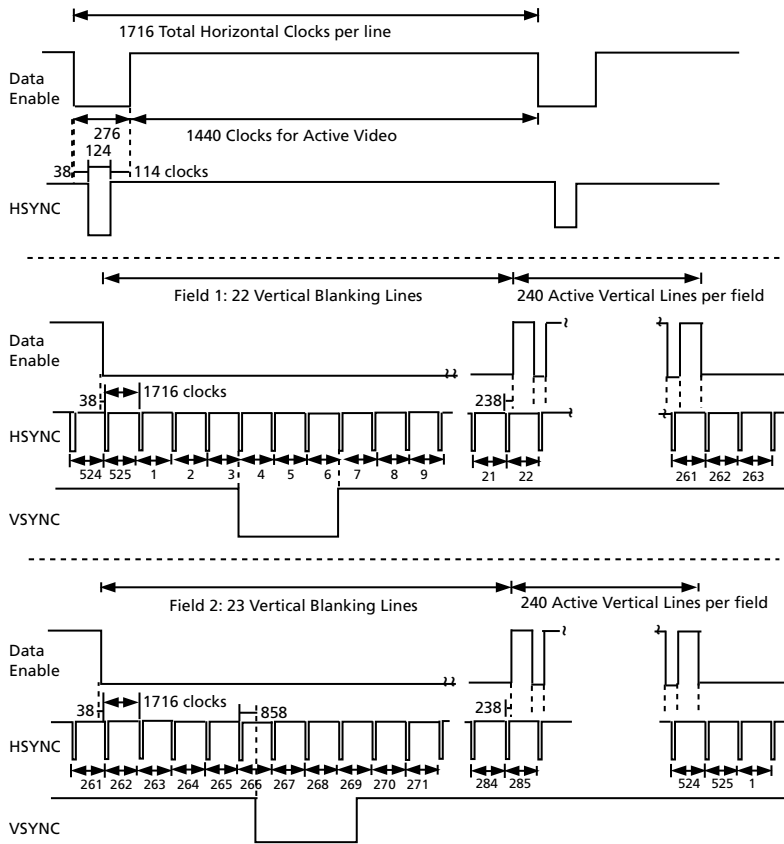 1716 Total Horizontal Clocks per line
Data
Enable
276
1440 Clocks for Active Video
124
38
114 clocks
HSYNC
Field 1: 22 Vertical Blanking Lines
240 Active Vertical Lines per field
Data
Enable
38
1716 clocks
238
HSYNC
524 525 1 2 3 4 5 6 7 8 9 21 22 261 262 263
VSYNC
Field 2: 23 Vertical Blanking Lines
240 Active Vertical Lines per field
Data
Enable
38
1716 clocks
858
238
HSYNC
261 262 263 264 265 266 267 268 269 270 271 284 285 524 525 1
VSYNC